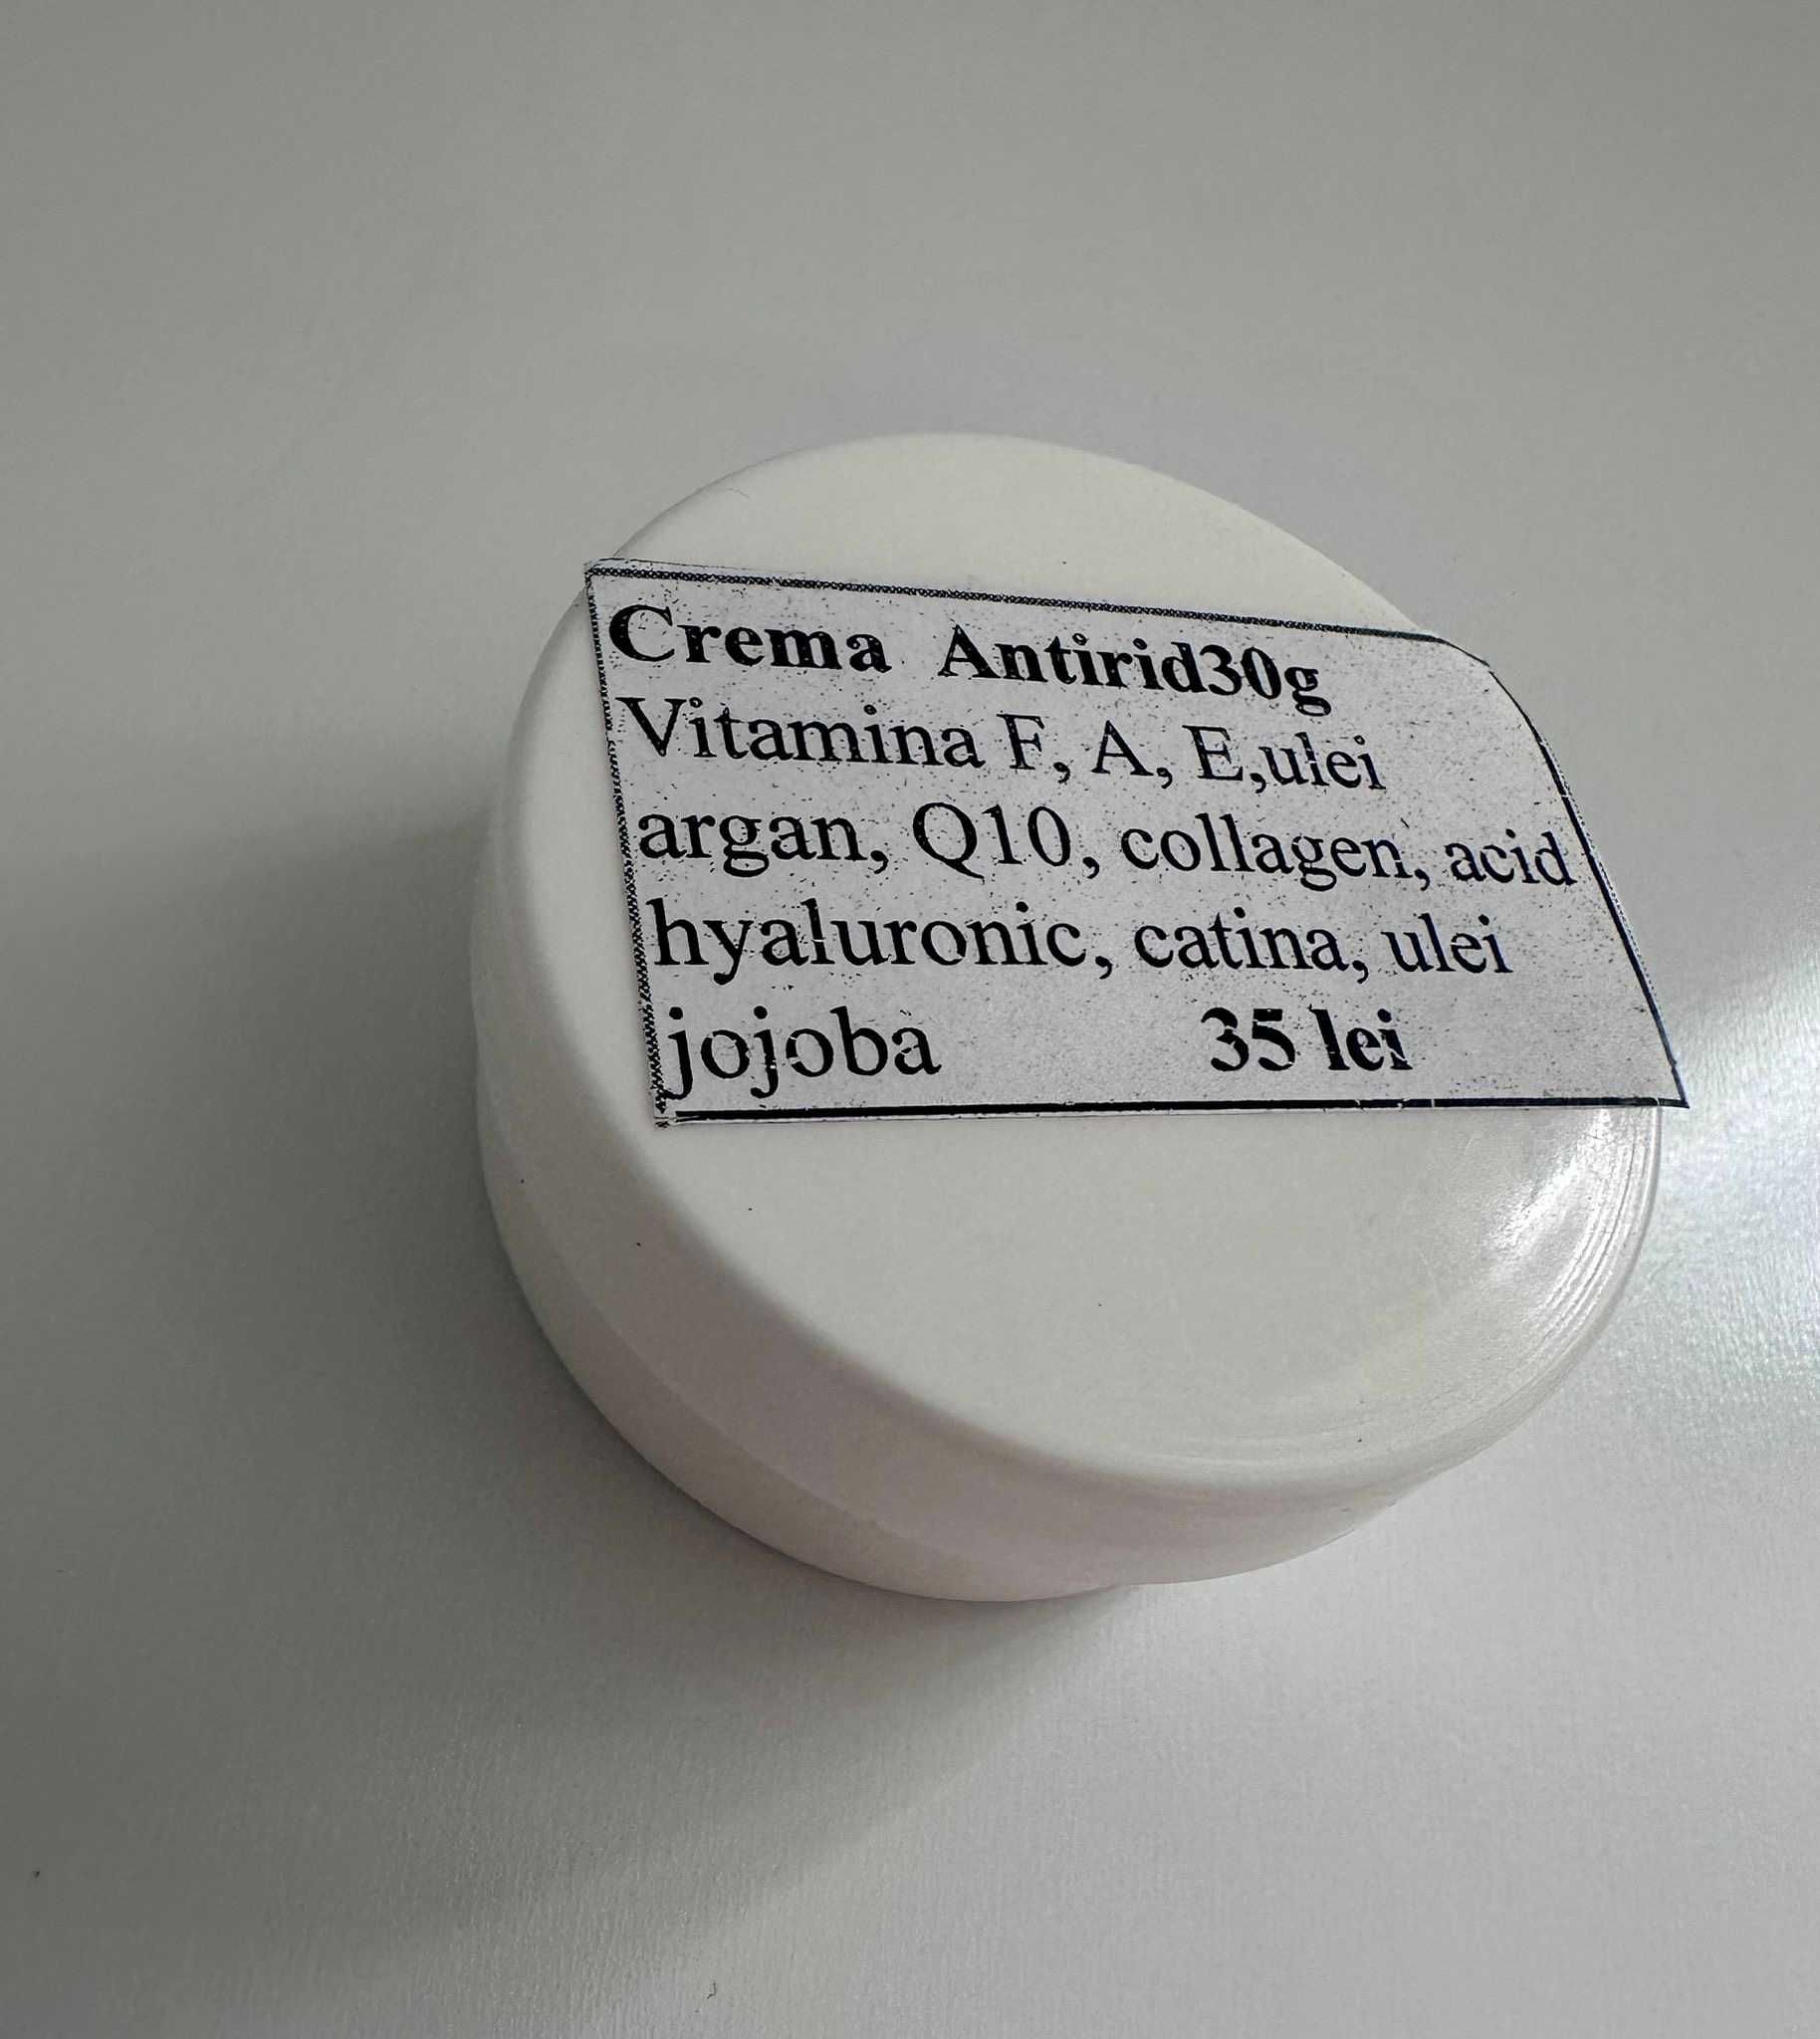 Crema Antirid30g
Vitamina F, A, E,ulei
argan, Q10, collagen, acid
hyaluronic, catina, ulei
jojoba 35 lei